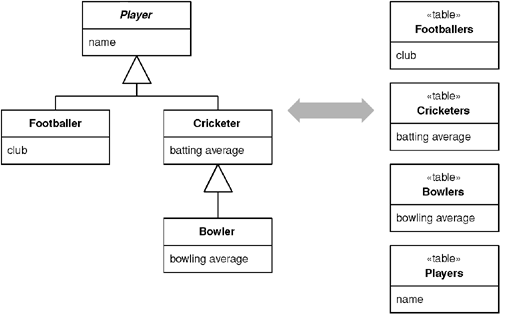 Player
name
Footballer
club
Cricketer
batting average
Bowler
bowling average
«table»
Footballers
club
«table»
Cricketers
batting average
«table»
Bowlers
bowling average
«table»
Players
name